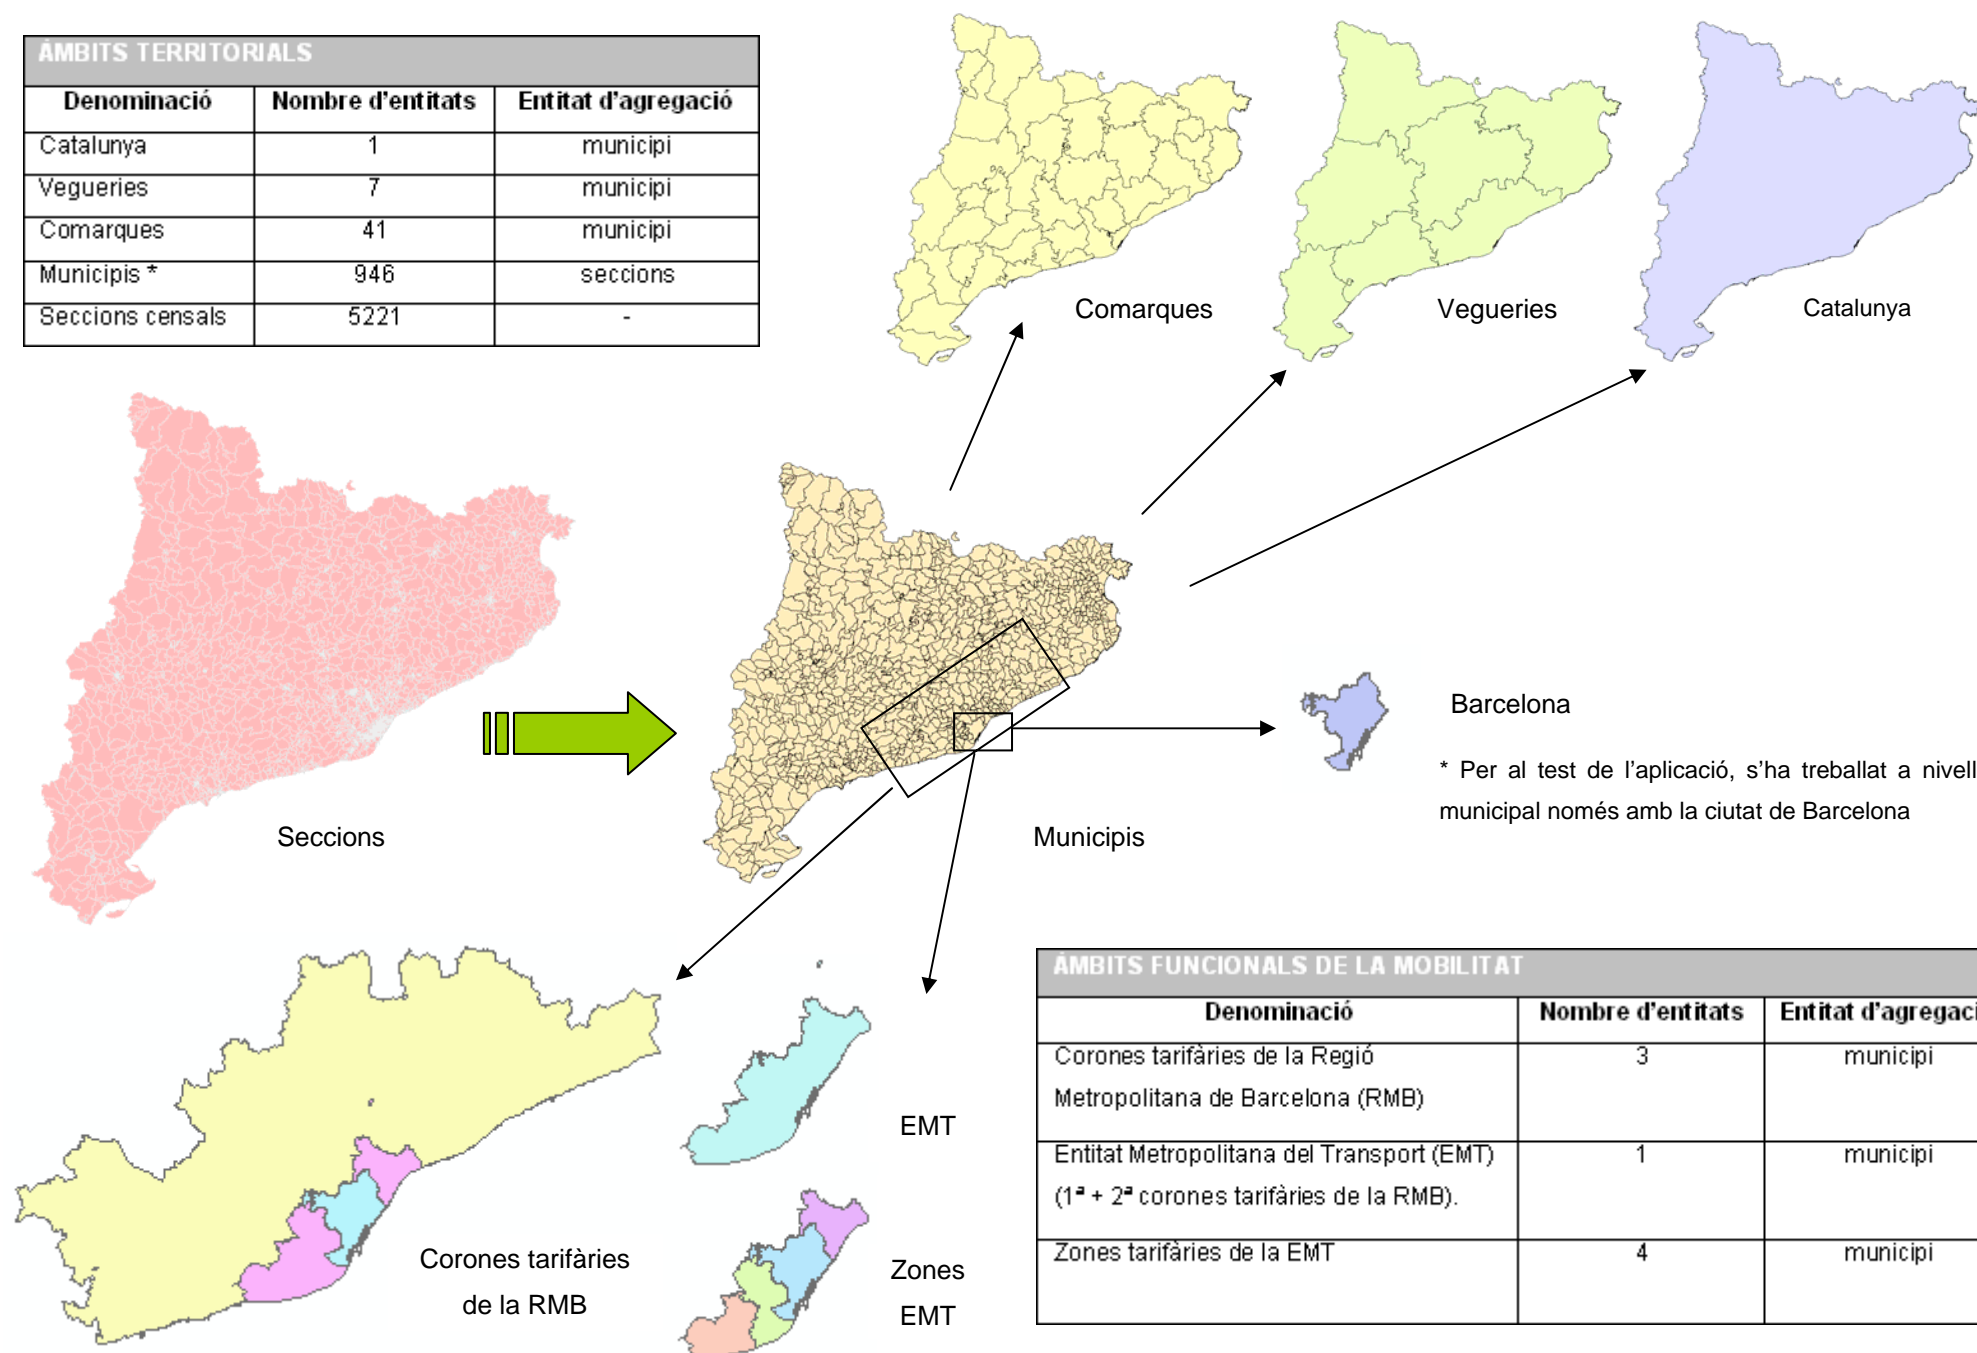 ÀMBITS TERRITORIALS
Denominació Nombre d'entitats Entitat d'agregació
Catalunya 1 municipi
Vegueries 7 municipi
Comarques 41 municipi
Municipis * 946 seccions
Seccions censals 5221 -
Comarques
Vegueries
Catalunya
Seccions
Municipis
Barcelona
* Per al test de l'aplicació, s'ha treballat a nivell
municipal només amb la ciutat de Barcelona
Corones tarifàries
de la RMB
EMT
Zones
EMT
ÀMBITS FUNCIONALS DE LA MOBILITAT
Denominació Nombre d'entitats Entitat d'agregaci
Corones tarifàries de la Regió 3 municipi
Metropolitana de Barcelona (RMB)
Entitat Metropolitana del Transport (EMT) 1 municipi
(1ª + 2ª corones tarifàries de la RMB).
Zones tarifàries de la EMT 4 municipi